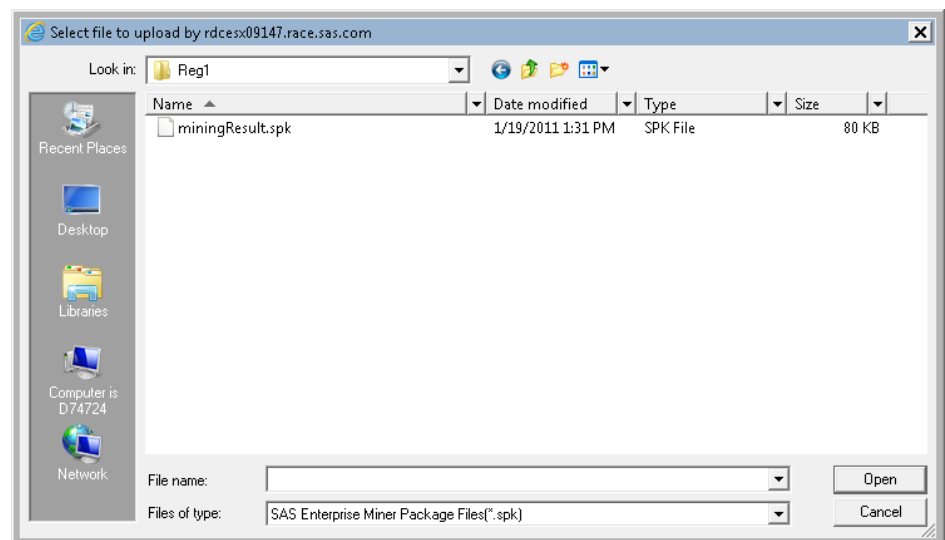 Select file to upload by rdcesx09147.race.sas.com
Look in: Reg1
Name Date modified Type Size
miningResult.spk 1/19/2011 1:31 PM SPK File 80 KB
Recent Places
Desktop
Libraries
Computer is
D74724
Network
File name: Open
Files of type: SAS Enterprise Miner Package Files(*.spk) Cancel